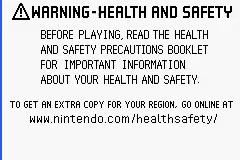 ⚠WARNING-HEALTH AND SAFETY
BEFORE PLAYING, READ THE HEALTH
AND SAFETY PRECAUTIONS BOOKLET
FOR IMPORTANT INFORMATION
ABOUT YOUR HEALTH AND SAFETY.
TO GET AN EXTRA COPY FOR YOUR REGION, GO ONLINE AT
www.nintendo.com/healthsafety/